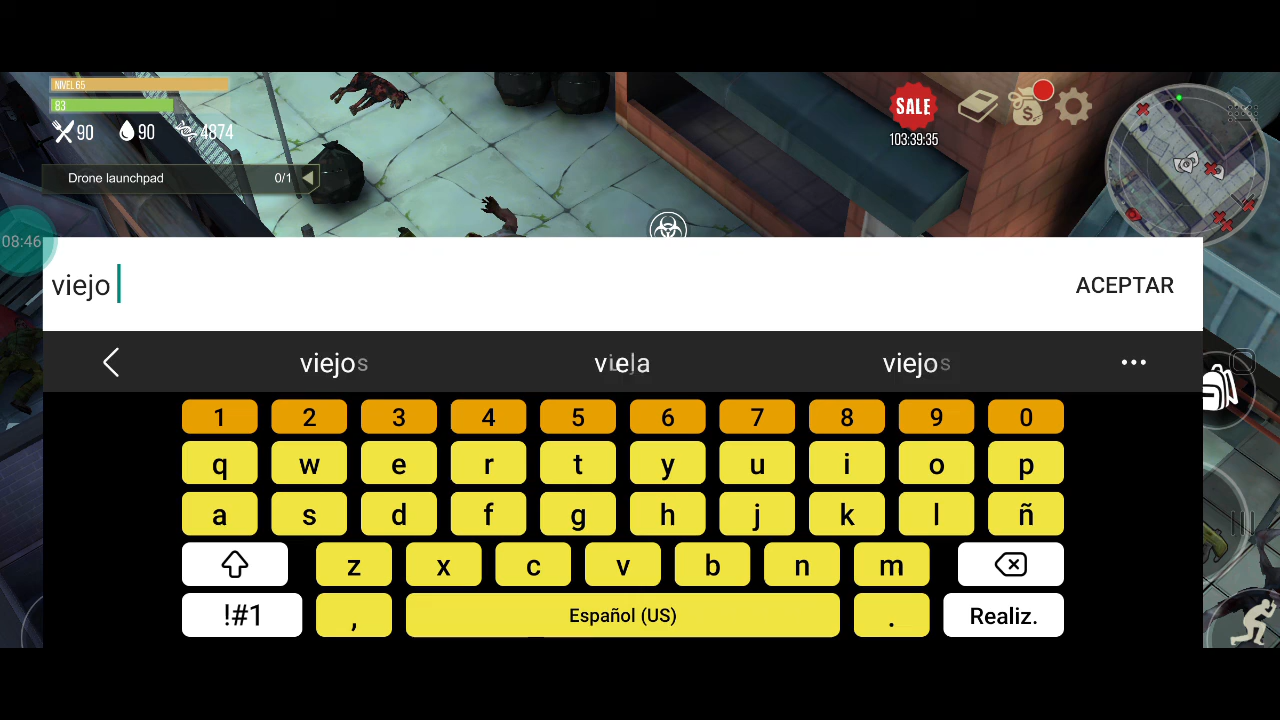 NIVEL 65
83
90 90 4874
Drone launchpad 0/1
SALE
103:39:35
08:46
viejo
ACEPTAR
viejos viejos
1 2 3 4 5 6 7 8 9 0
q w e r t y u i o p
a s d f g h j k l ñ
z x c v b n m
!#1 , Español (US) . Realiz.